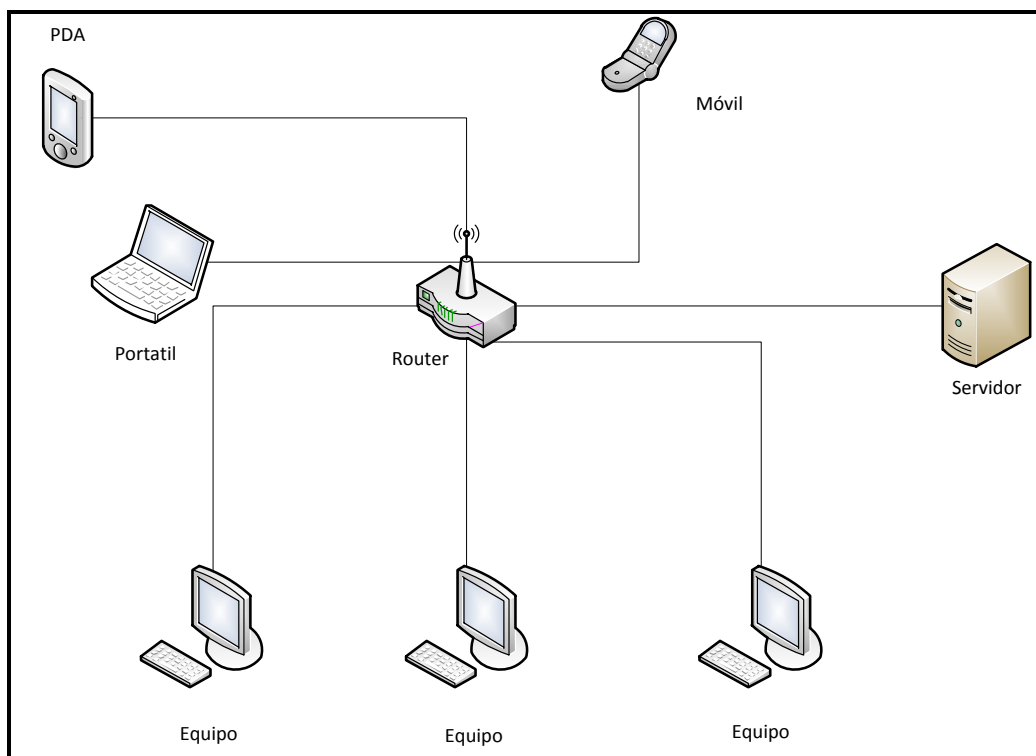 PDA
Móvil
Portatil
Router
Servidor
Equipo
Equipo
Equipo